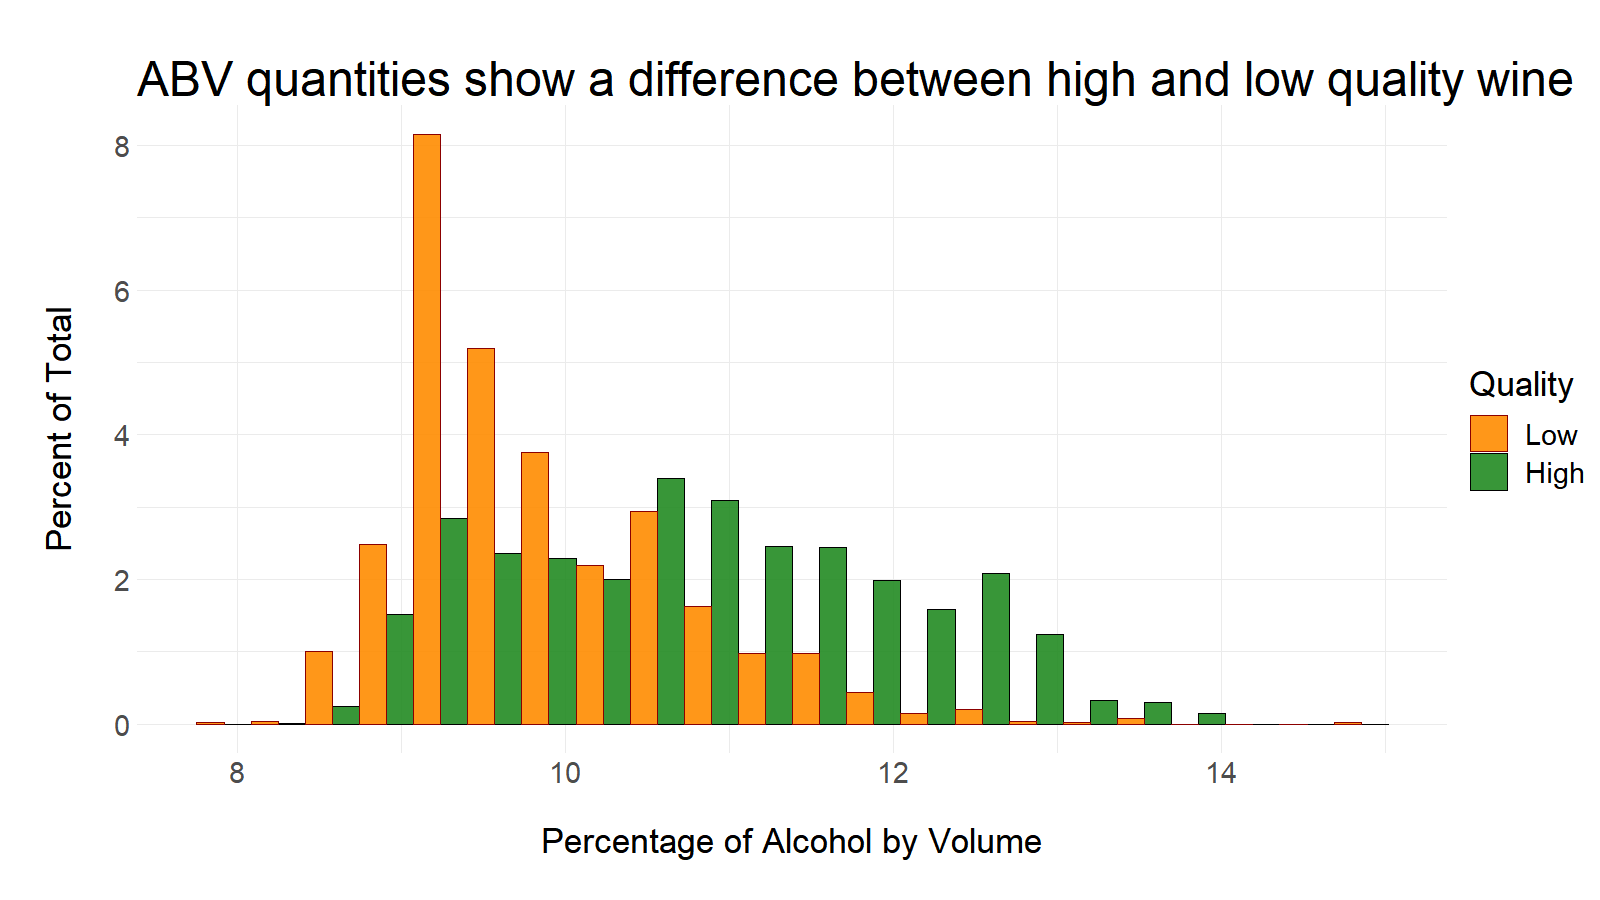 ABV quantities show a difference between high and low quality wine
8
6
4
2
0
Percent of Total
8 10 12 14
Percentage of Alcohol by Volume
Quality
Low
High